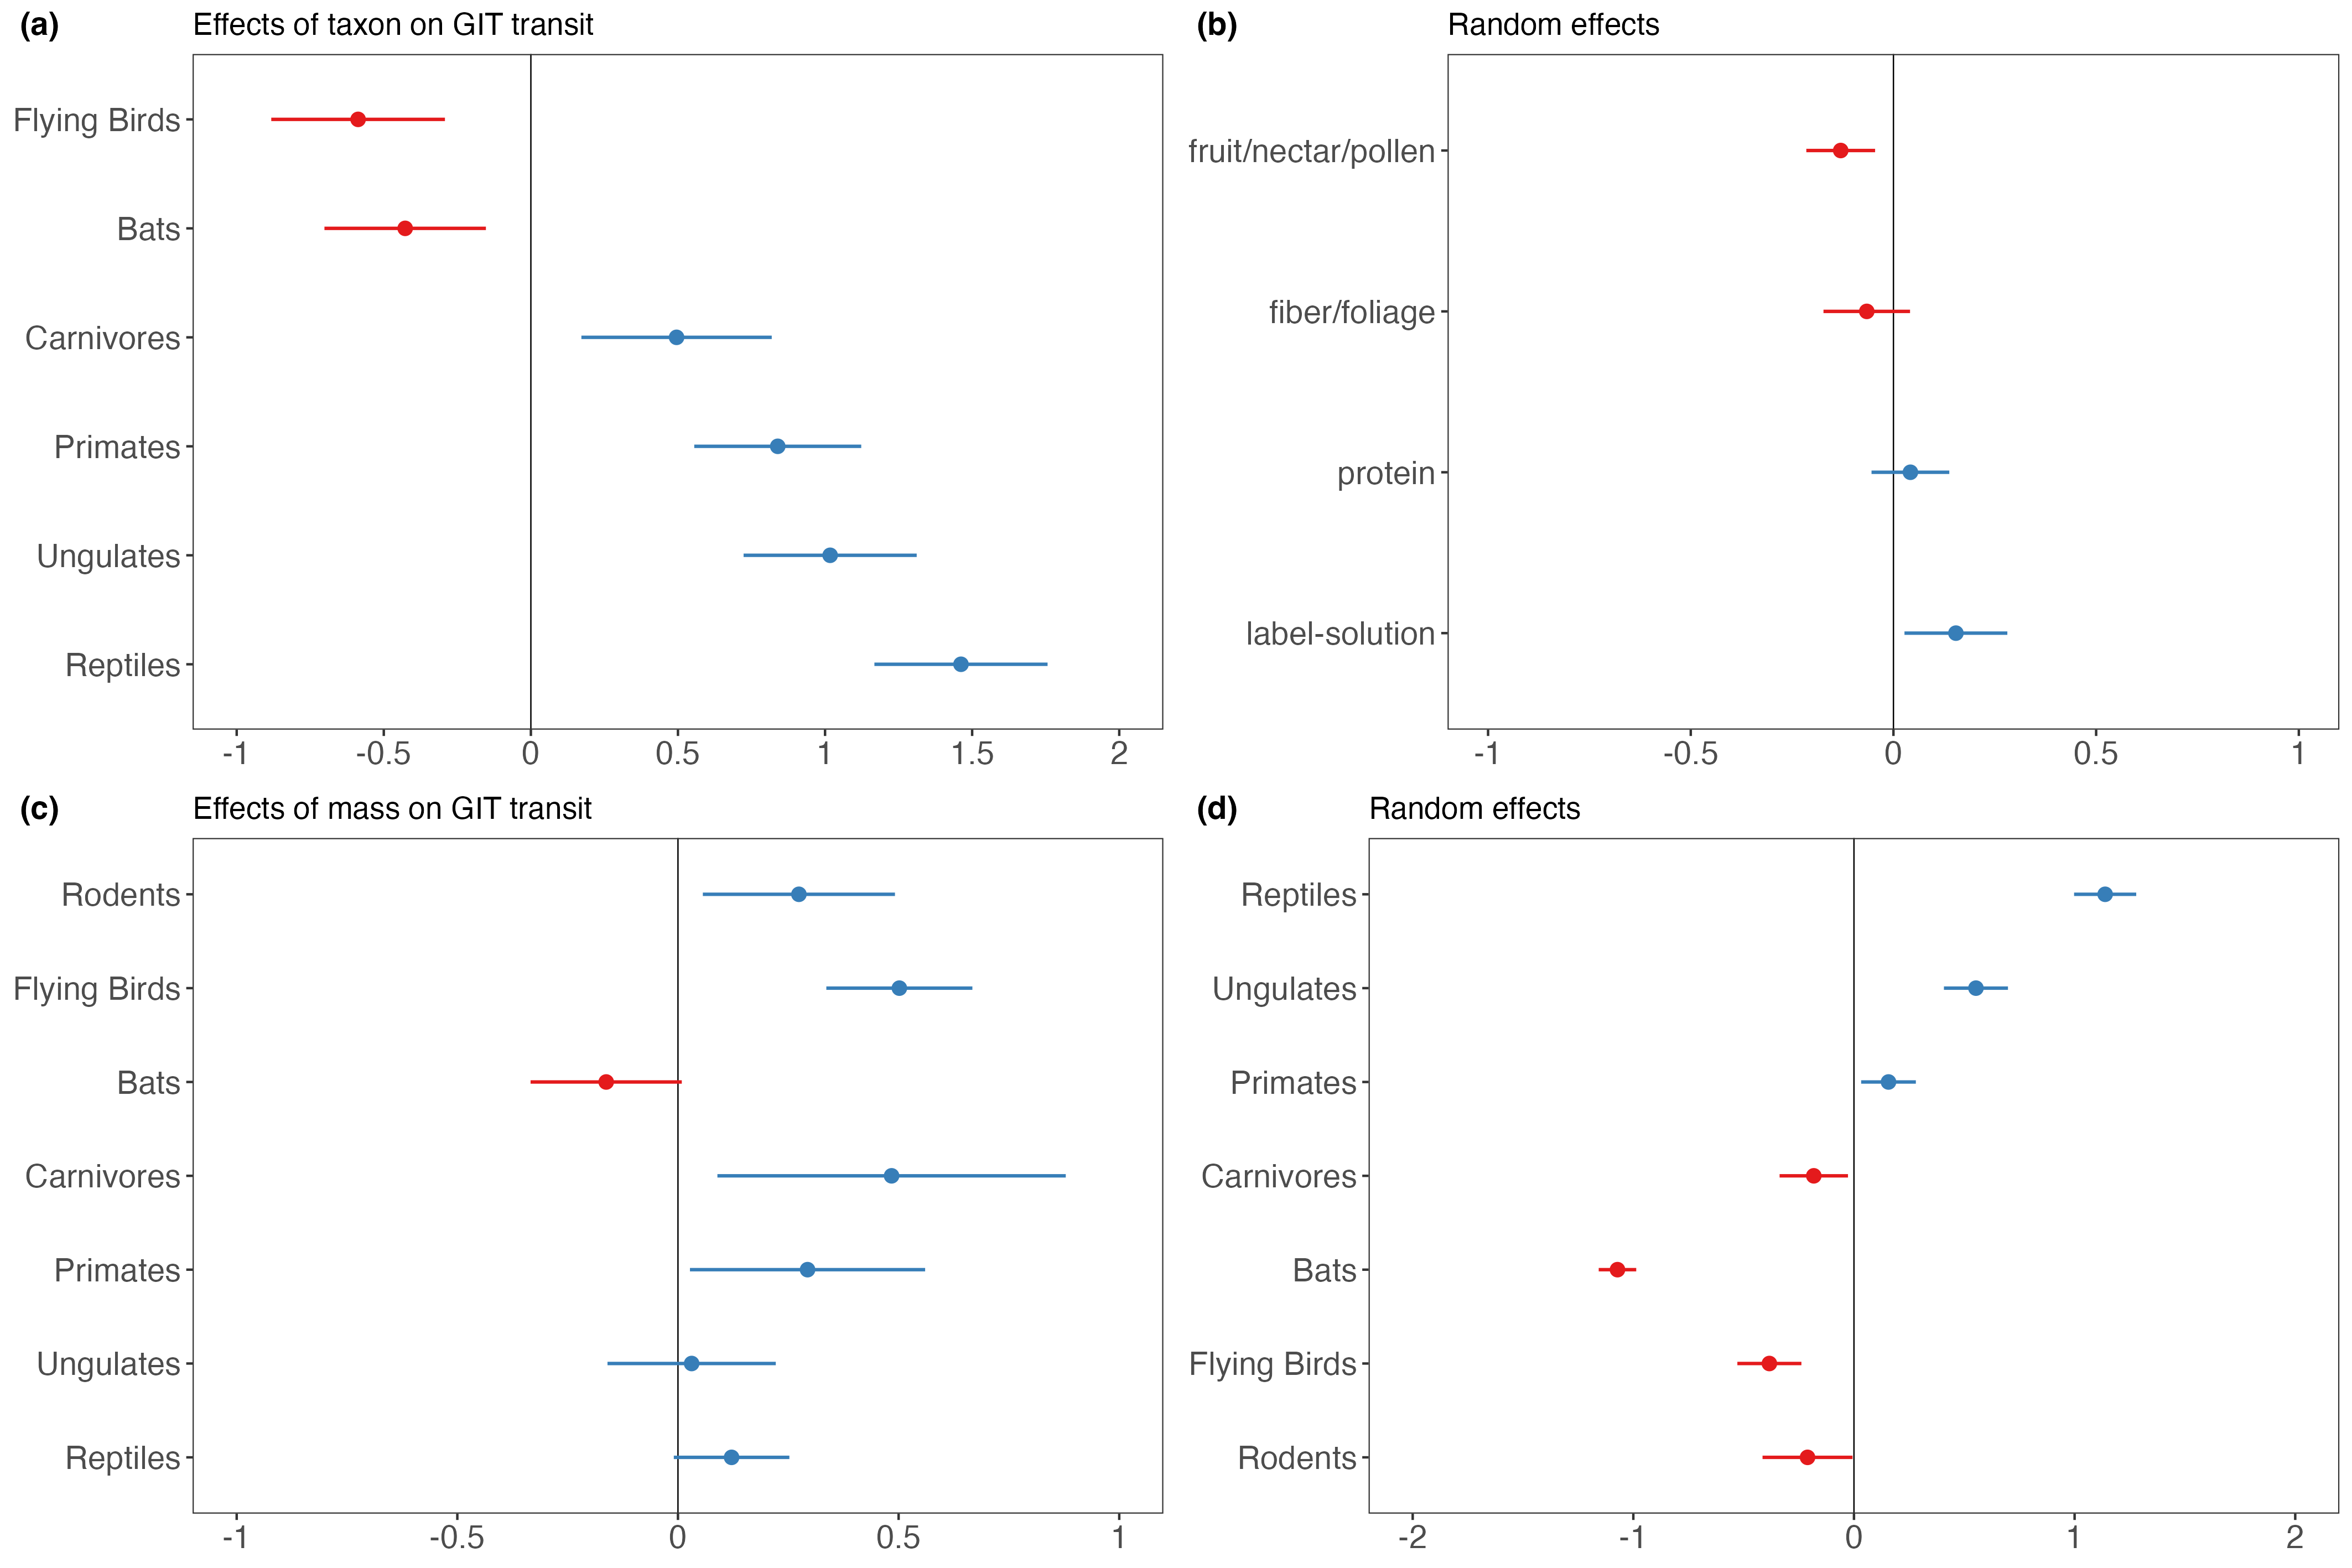 (a) Effects of taxon on GIT transit
Flying Birds
Bats
Carnivores
Primates
Ungulates
Reptiles
-1 -0.5 0 0.5 1 1.5 2
(b) Random effects
fruit/nectar/pollen
fiber/foliage
protein
label-solution
-1 -0.5 0 0.5 1
(c) Effects of mass on GIT transit
Rodents
Flying Birds
Bats
Carnivores
Primates
Ungulates
Reptiles
-1 -0.5 0 0.5 1
(d) Random effects
Reptiles
Ungulates
Primates
Carnivores
Bats
Flying Birds
Rodents
-2 -1 0 1 2